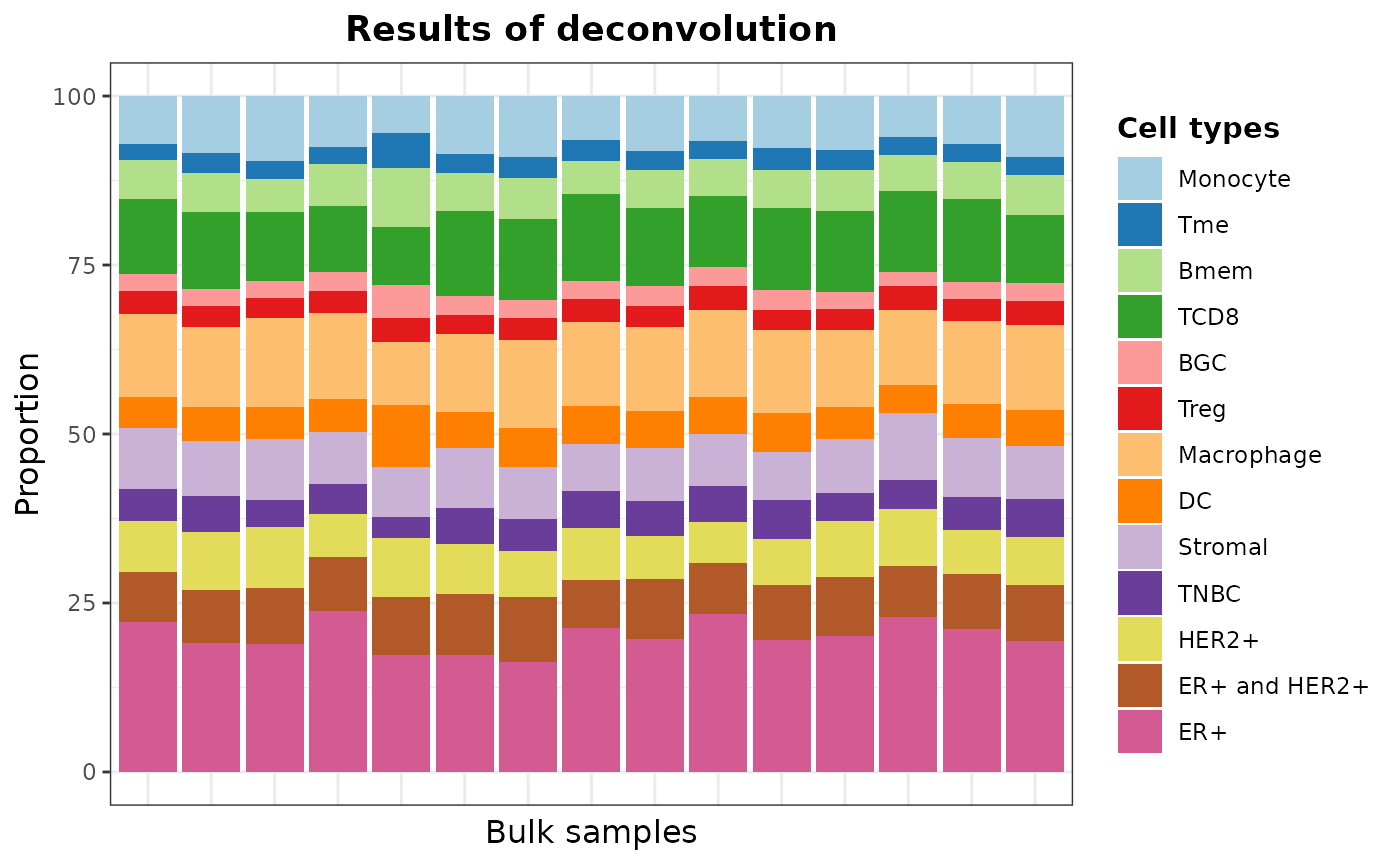 Results of deconvolution
Proportion
100
75
50
25
0
Bulk samples
Cell types
Monocyte
Tme
Bmem
TCD8
BGC
Treg
Macrophage
DC
Stromal
TNBC
HER2+
ER+ and HER2+
ER+